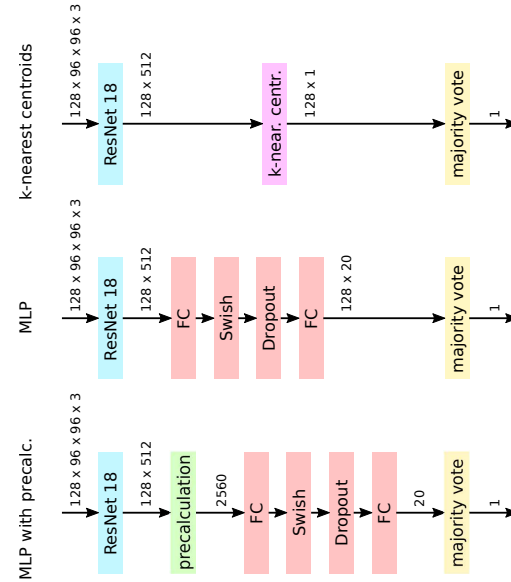 k-nearest centroids
128 x 96 x 96 x 3
ResNet 18
128 x 512
k-near. centr.
128 x 1
majority vote
1
MLP
128 x 96 x 96 x 3
ResNet 18
128 x 512
FC
Swish
Dropout
FC
128 x 20
majority vote
1
MLP with precalc.
128 x 96 x 96 x 3
ResNet 18
128 x 512
precalculation
2560
FC
Swish
Dropout
FC
20
majority vote
1